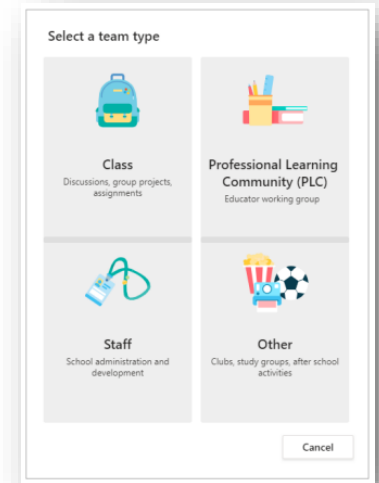 Select a team type
Class
Discussions, group projects,
assignments
Professional Learning
Community (PLC)
Educator working group
Staff
School administration and
development
Other
Clubs, study groups, after school
activities
Cancel